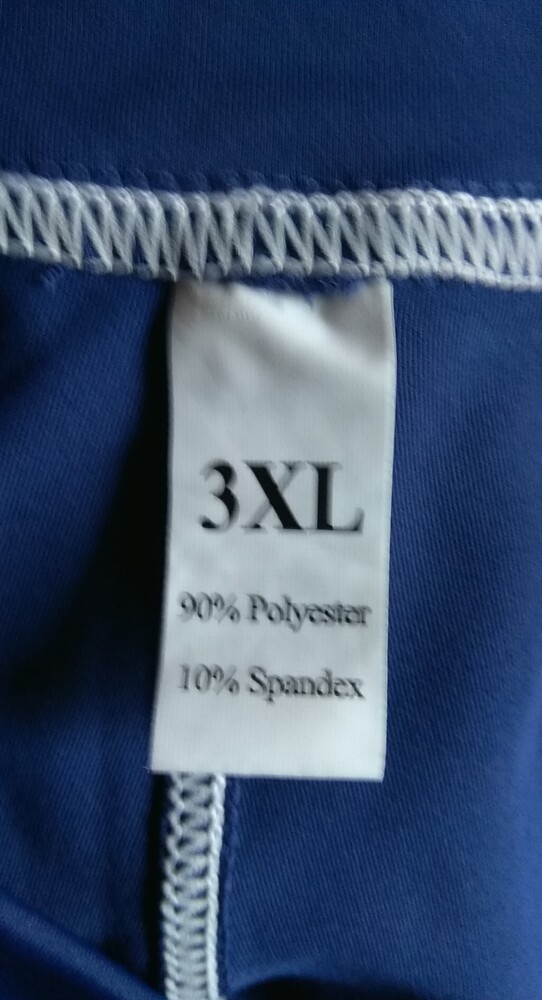 3XL
90% Polyester
10% Spandex